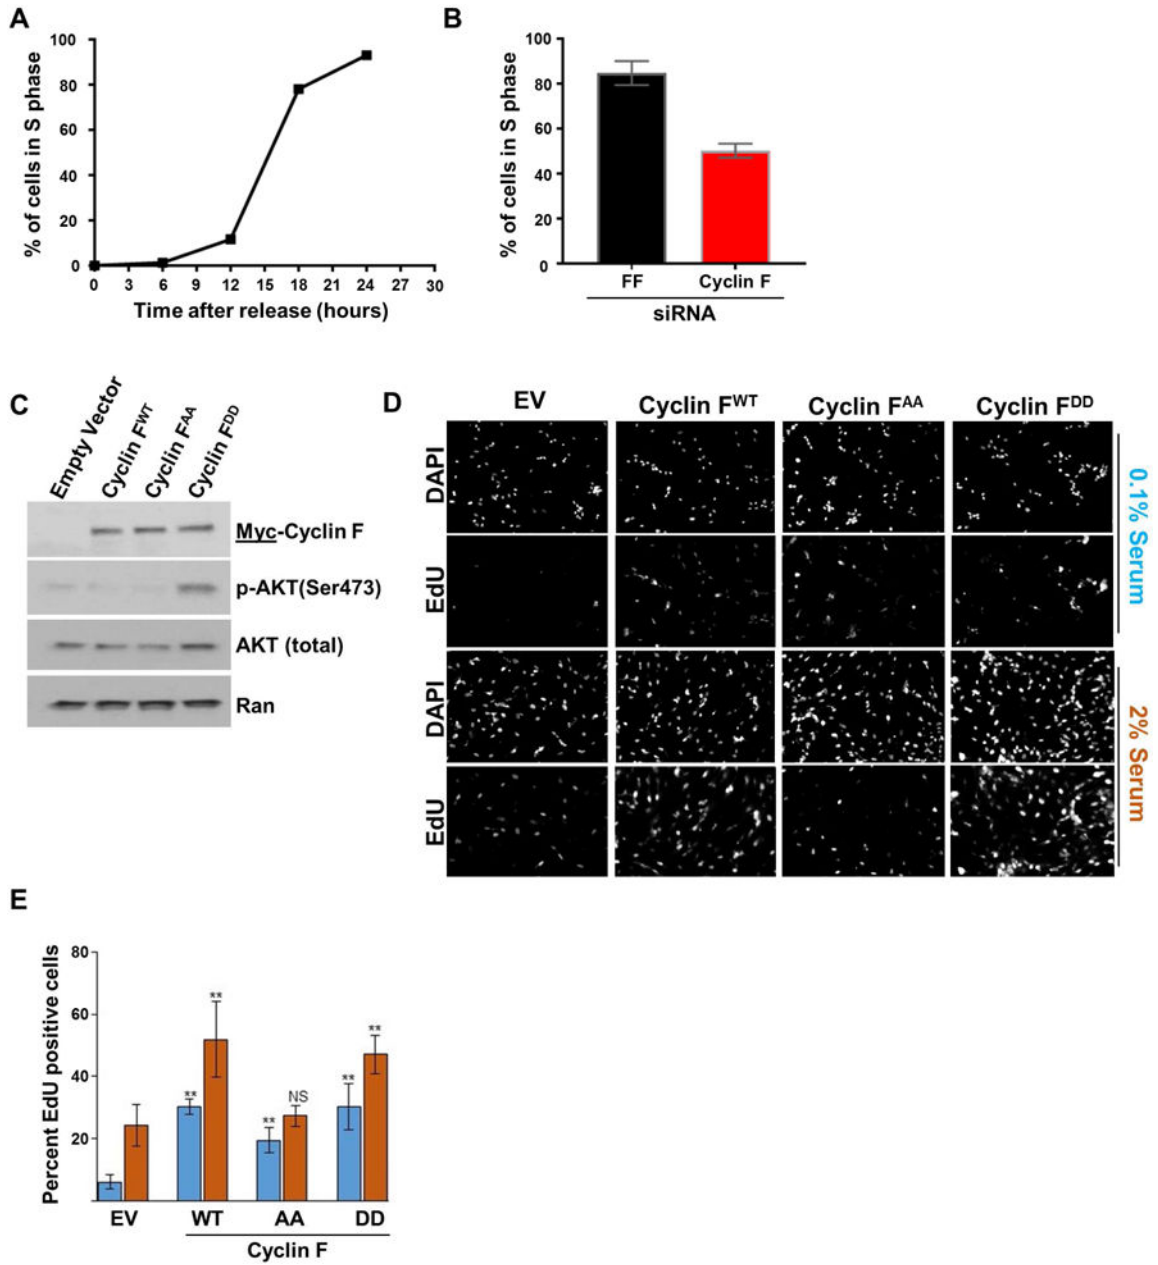 A
100
80
60
40
20
0
% of cells in S phase
0 3 6 9 12 15 18 21 24 27 30
Time after release (hours)
B
100
80
60
40
20
0
% of cells in S phase
FF Cyclin F
siRNA
C
Empty Vector
Cyclin F^WT
Cyclin F^AA
Cyclin F^DD
Myc-Cyclin F
p-AKT(Ser473)
AKT (total)
Ran
D
EV Cyclin F^WT Cyclin F^AA Cyclin F^DD
DAPI
EdU
0.1% Serum
DAPI
EdU
2% Serum
E
80
60
40
20
Percent EdU positive cells
** ** ** NS ** **
EV WT AA DD
Cyclin F